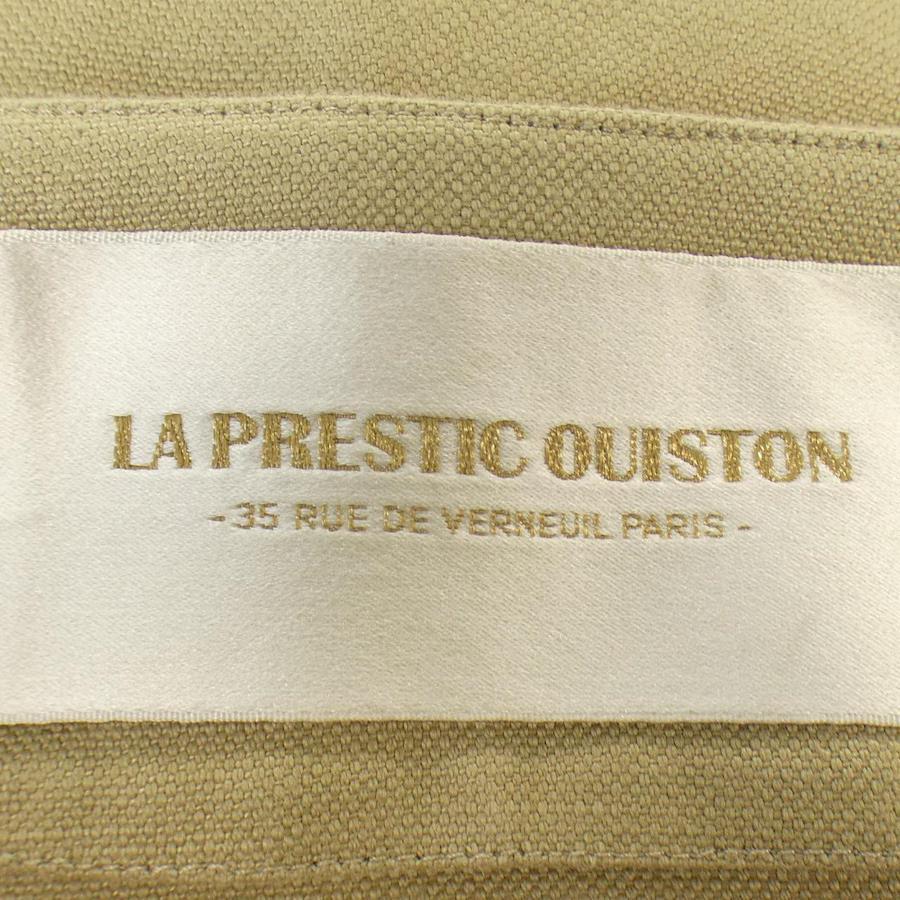 LA PRESTIC OUISTON
- 35 RUE DE VERNEUIL PARIS -